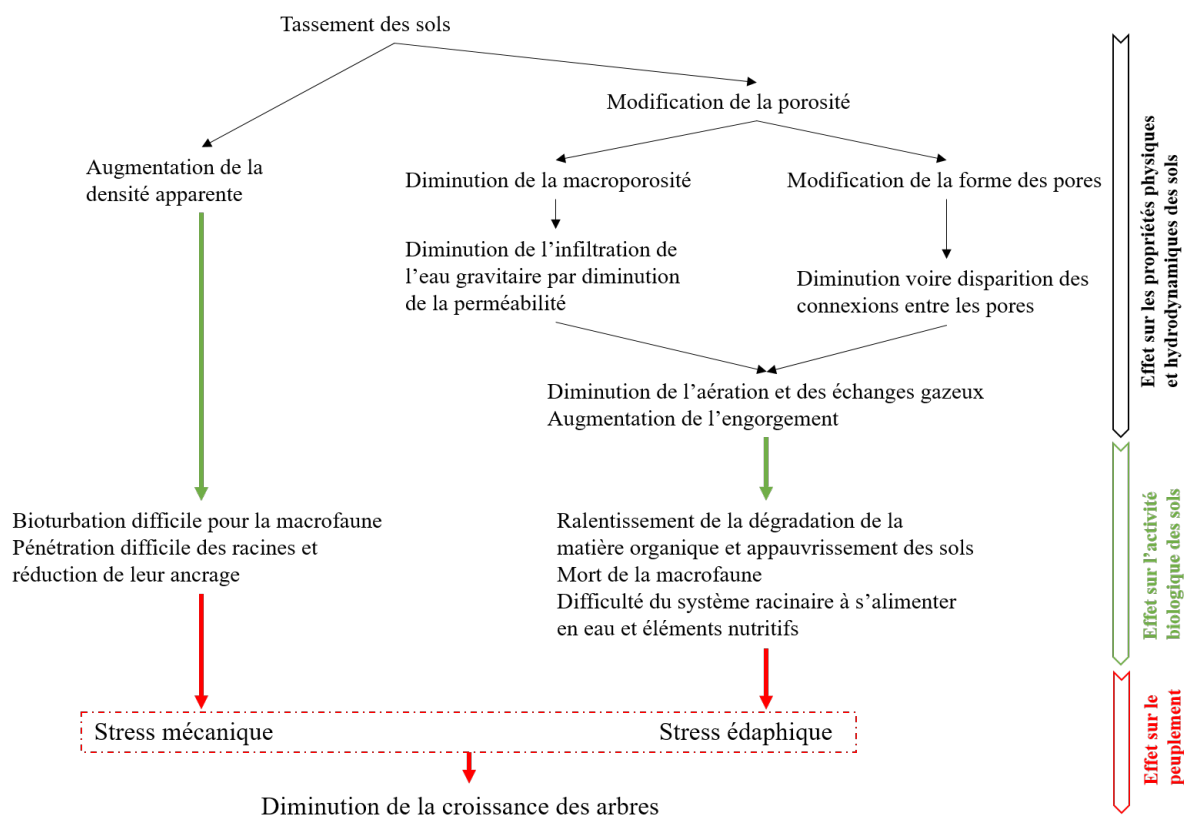 Tassement des sols
Modification de la porosité
Augmentation de la
densité apparente
Diminution de la macroporosité
Modification de la forme des pores
Diminution de l’infiltration de
l’eau gravitaire par diminution
de la perméabilité
Diminution voire disparition des
connexions entre les pores
Diminution de l’aération et des échanges gazeux
Augmentation de l’engorgement
Bioturbation difficile pour la macrofaune
Pénétration difficile des racines et
réduction de leur ancrage
Ralentissement de la dégradation de la
matière organique et appauvrissement des sols
Mort de la macrofaune
Difficulté du système racinaire à s’alimenter
en eau et éléments nutritifs
Stress mécanique
Stress édaphique
Diminution de la croissance des arbres
Effet sur les propriétés physiques
et hydrodynamiques des sols
Effet sur l’activité
biologique des sols
Effet sur le
peuplement